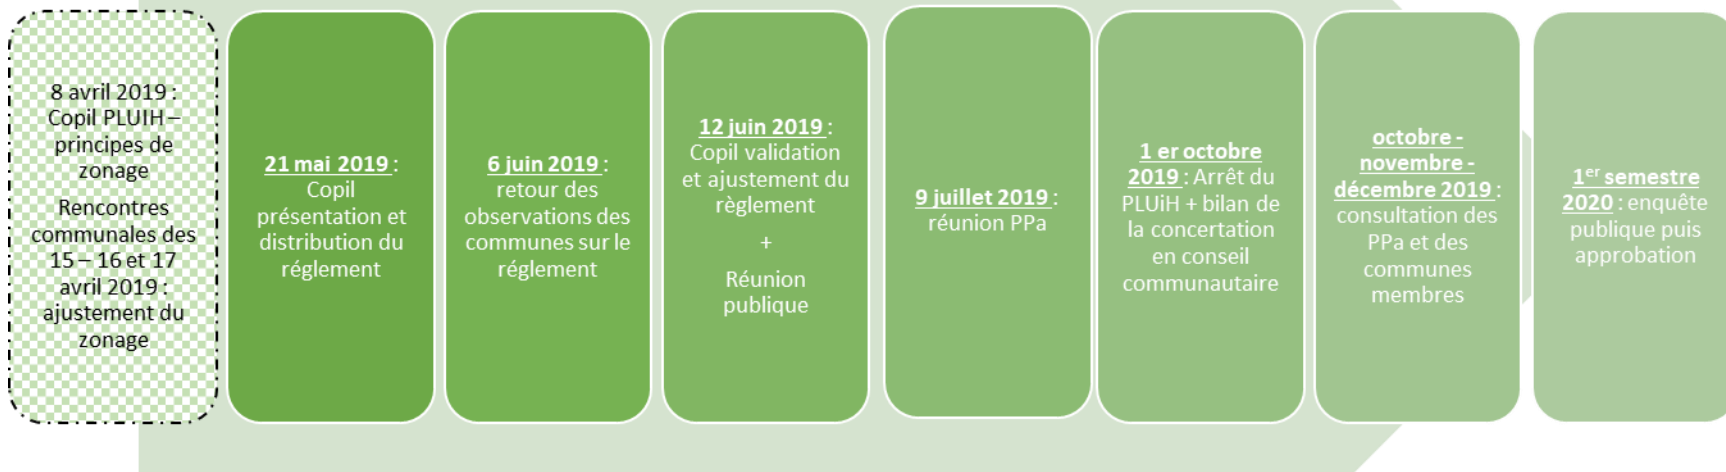 8 avril 2019 :
Copil PLUIH –
principes de
zonage
Rencontres
communales des
15 – 16 et 17
avril 2019 :
ajustement du
zonage
21 mai 2019 :
Copil
présentation et
distribution du
réglement
6 juin 2019 :
retour des
observations des
communes sur le
réglement
12 juin 2019 :
Copil validation
et ajustement du
règlement
+
Réunion
publique
9 juillet 2019 :
réunion PPa
1 er octobre
2019 : Arrêt du
PLUiH + bilan de
la concertation
en conseil
communautaire
octobre -
novembre -
décembre 2019 :
consultation des
PPa et des
communes
membres
1er semestre
2020 : enquête
publique puis
approbation